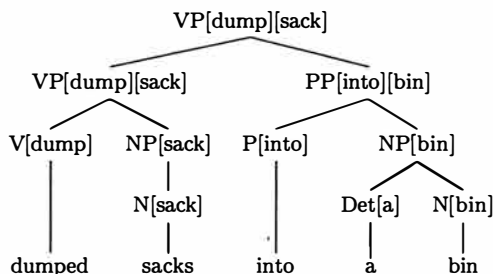 VP[dump][sack]
VP[dump][sack] PP[into][bin]
V[dump] NP[sack] P[into] NP[bin]
N[sack] Det[a] N[bin]
dumped sacks into a bin